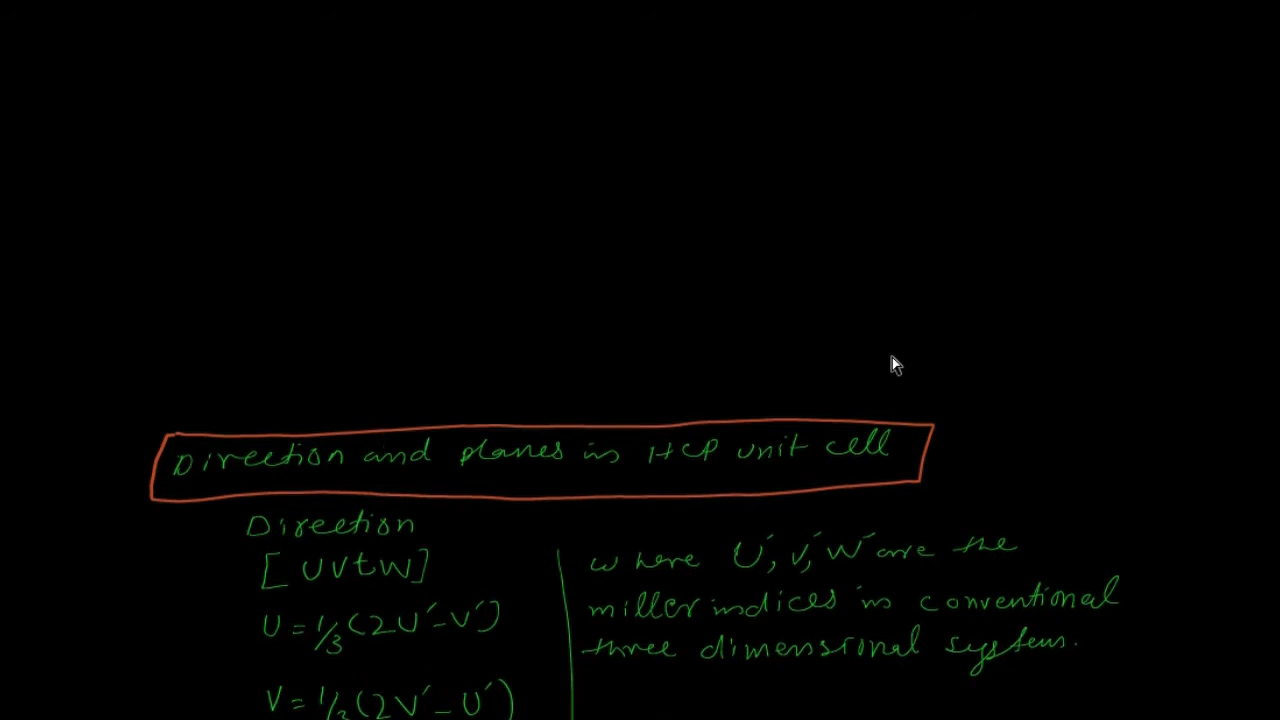 Direction and planes in HCP unit cell
Direction
[UVtW]
U = 1/3(2U′-V′)
V = 1/3(2V′-U′)
where U′, V′, W′ are the
miller indices in conventional
three dimensional system.